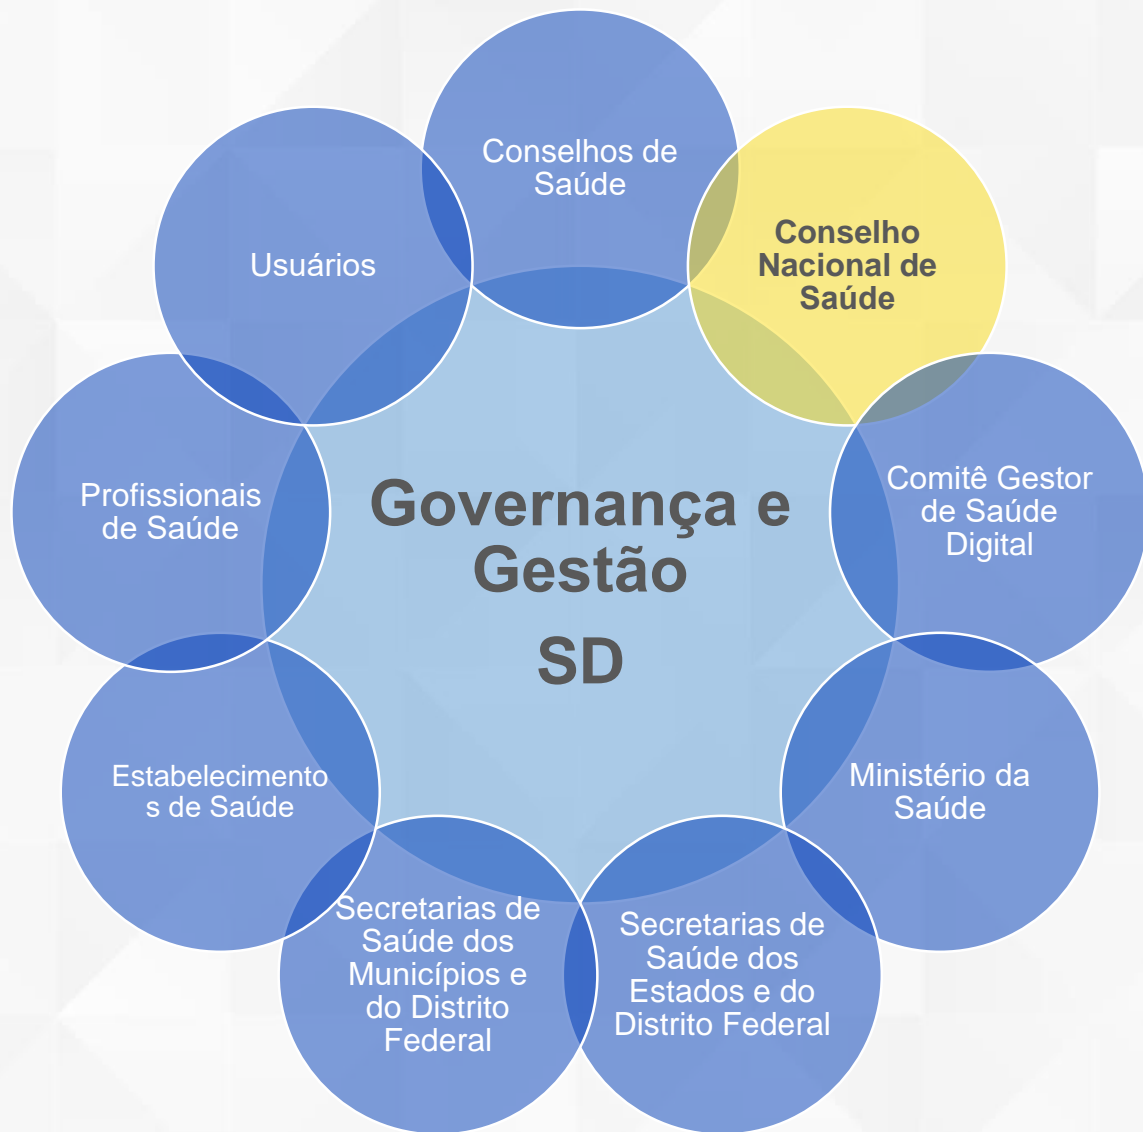 Conselhos de
Saúde
Conselho
Nacional de
Saúde
Usuários
Comitê Gestor
de Saúde
Digital
Profissionais
de Saúde
Governança e
Gestão
SD
Ministério da
Saúde
Estabelecimento
s de Saúde
Secretarias de
Saúde dos
Municípios e
do Distrito
Federal
Secretarias de
Saúde dos
Estados e do
Distrito Federal